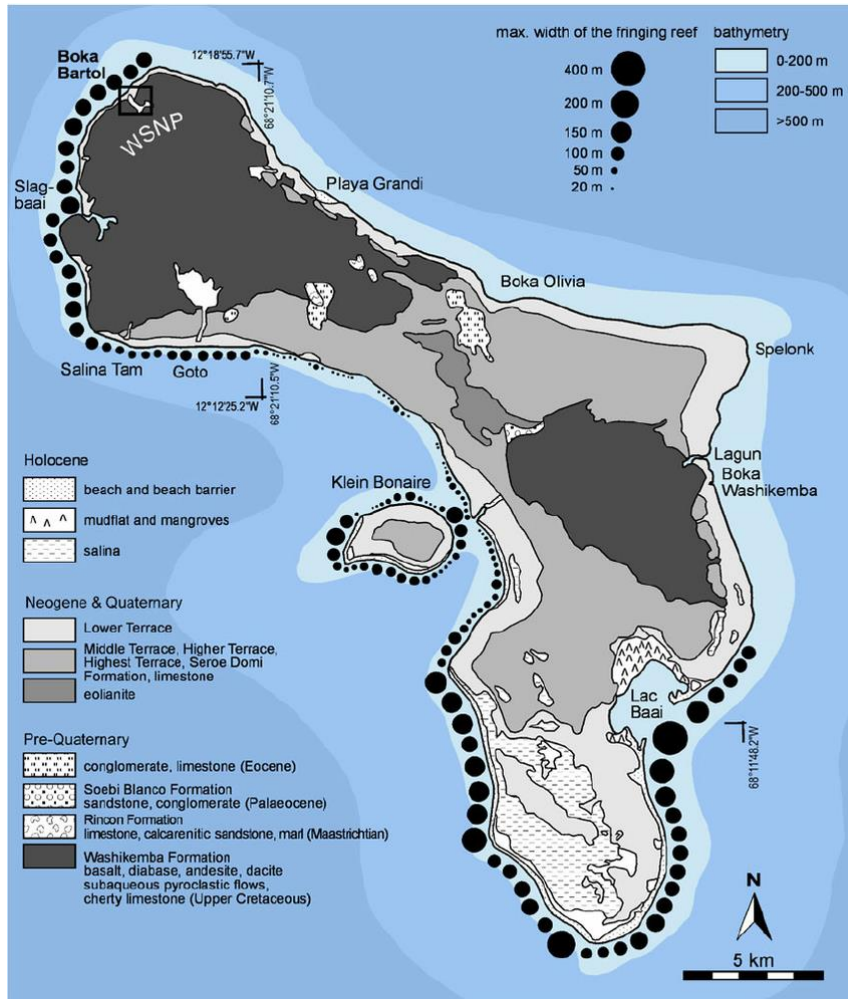 max. width of the fringing reef
400 m
200 m
150 m
100 m
50 m
20 m
bathymetry
0-200 m
200-500 m
>500 m
Boka
Bartol
12°18'55.7"W
68°21'10.7"W
WSNP
Slag-
baai
Playa Grandi
Boka Olivia
Spelonk
Salina Tam
Goto
12°12'25.2"W
68°21'10.5"W
Lagun
Boka
Washikemba
Klein Bonaire
Lac
Baai
68°11'46.2"W
Holocene
beach and beach barrier
mudflat and mangroves
salina
Neogene & Quaternary
Lower Terrace
Middle Terrace, Higher Terrace,
Highest Terrace, Seroe Domi
Formation, limestone
eolianite
Pre-Quaternary
conglomerate, limestone (Eocene)
Soebi Blanco Formation
sandstone, conglomerate (Palaeocene)
Rincon Formation
limestone, calcarenitic sandstone, marl (Maastrichtian)
Washikemba Formation
basalt, diabase, andesite, dacite
subaqueous pyroclastic flows,
cherty limestone (Upper Cretaceous)
N
5 km